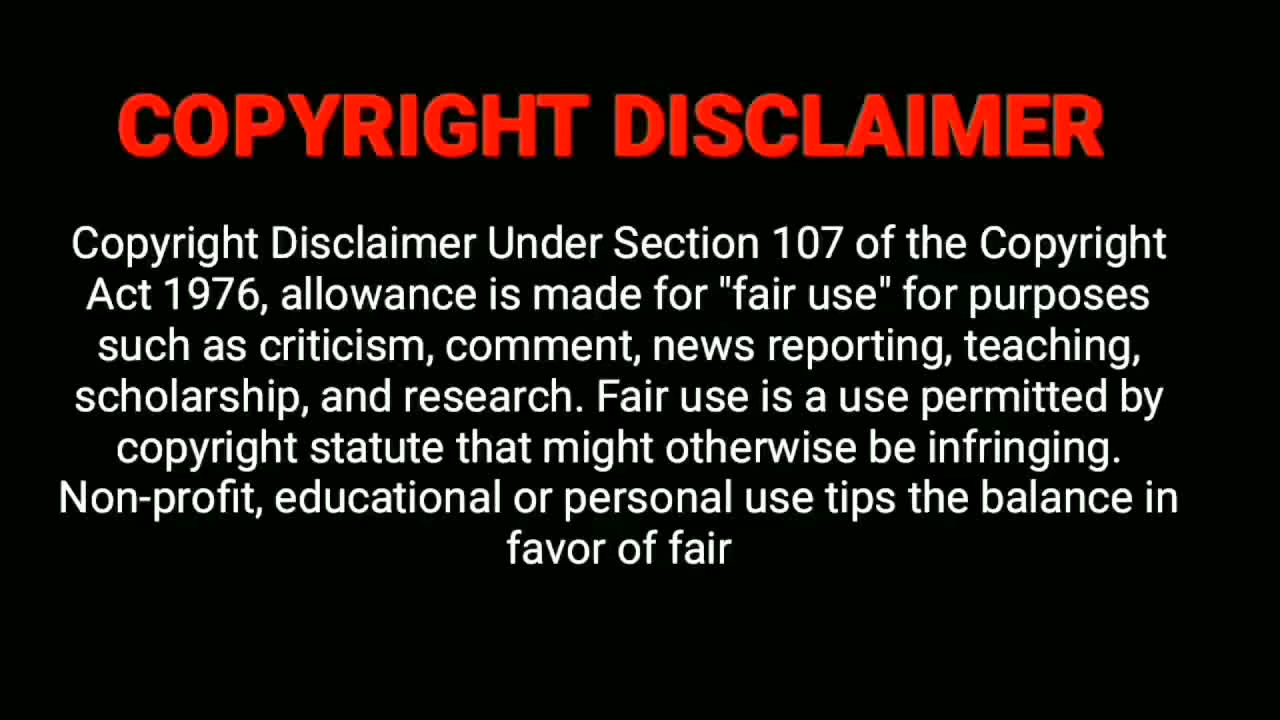 COPYRIGHT DISCLAIMER
Copyright Disclaimer Under Section 107 of the Copyright
Act 1976, allowance is made for "fair use" for purposes
such as criticism, comment, news reporting, teaching,
scholarship, and research. Fair use is a use permitted by
copyright statute that might otherwise be infringing.
Non-profit, educational or personal use tips the balance in
favor of fair